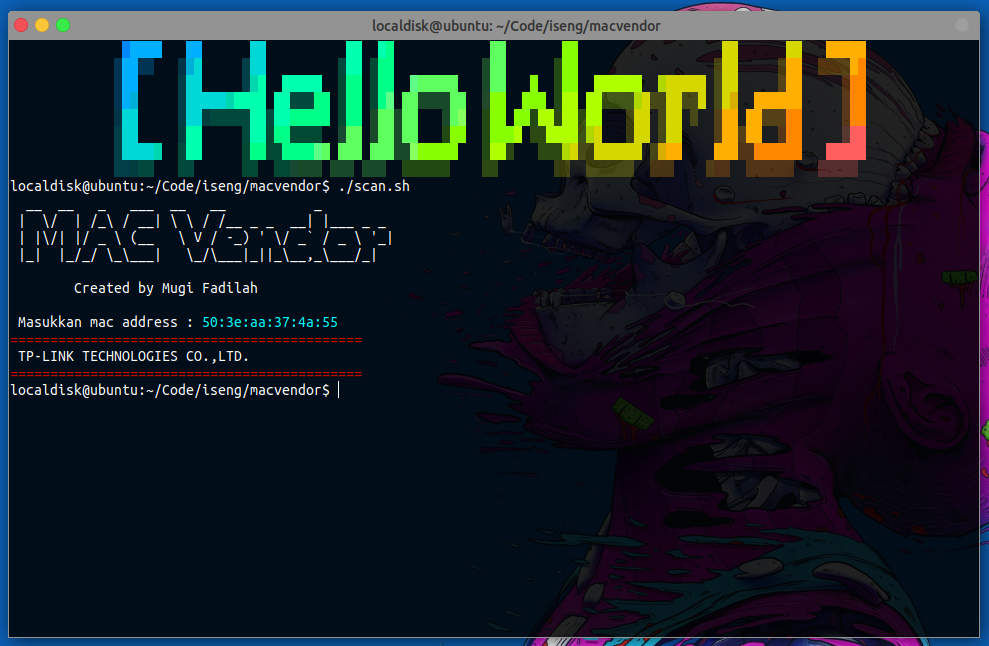 localdisk@ubuntu: ~/Code/iseng/macvendor
[HelloWorld]
localdisk@ubuntu:~/Code/iseng/macvendor$ ./scan.sh
MAC Vendor
Created by Mugi Fadilah
Masukkan mac address : 50:3e:aa:37:4a:55
==========================================
TP-LINK TECHNOLOGIES CO.,LTD.
==========================================
localdisk@ubuntu:~/Code/iseng/macvendor$